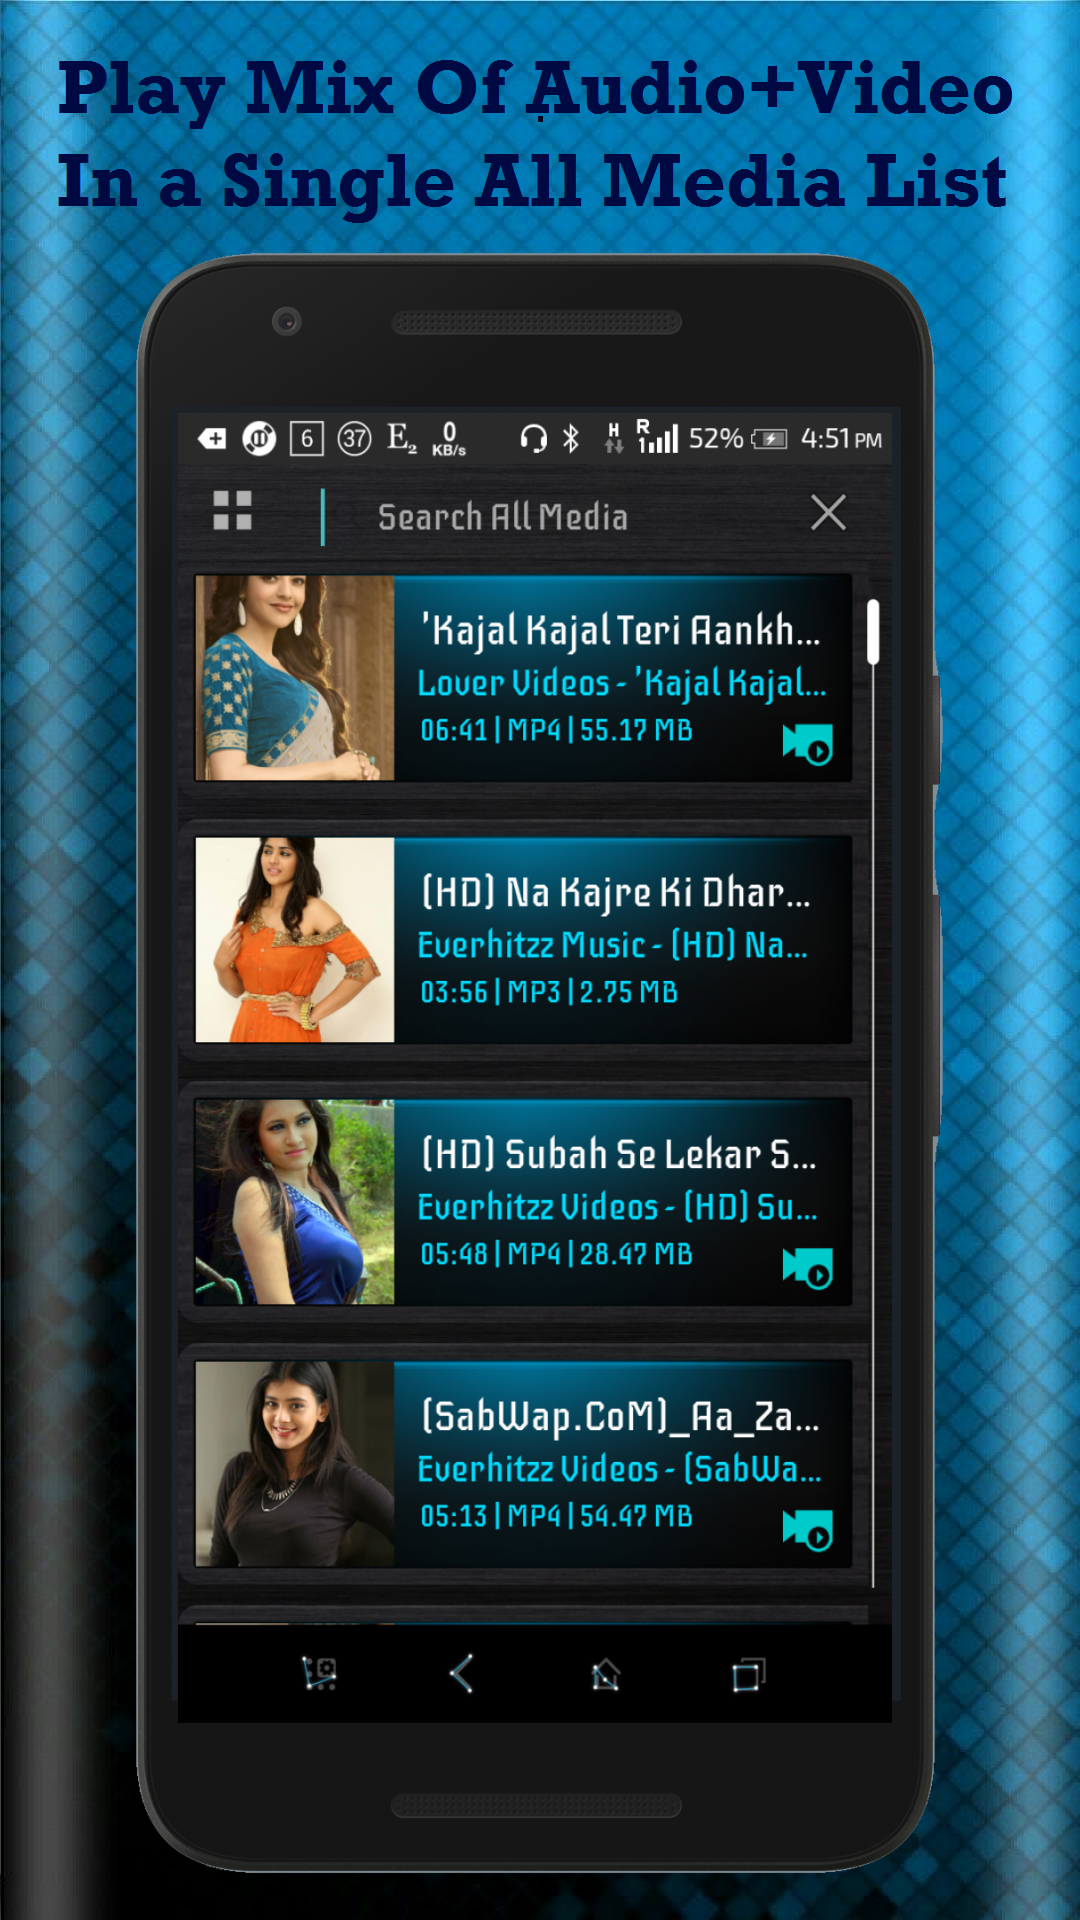 Play Mix Of Audio+Video
In a Single All Media List
6 37 E2 0 KB/s H R 1 52% 4:51 PM
Search All Media
'Kajal Kajal Teri Aankh...
Lover Videos - 'Kajal Kajal...
06:41 | MP4 | 55.17 MB
(HD) Na Kajre Ki Dhar...
Everhitzz Music - (HD) Na...
03:56 | MP3 | 2.75 MB
(HD) Subah Se Lekar S...
Everhitzz Videos - (HD) Su...
05:48 | MP4 | 28.47 MB
(SabWap.CoM)_Aa_Za...
Everhitzz Videos - (SabWa...
05:13 | MP4 | 54.47 MB